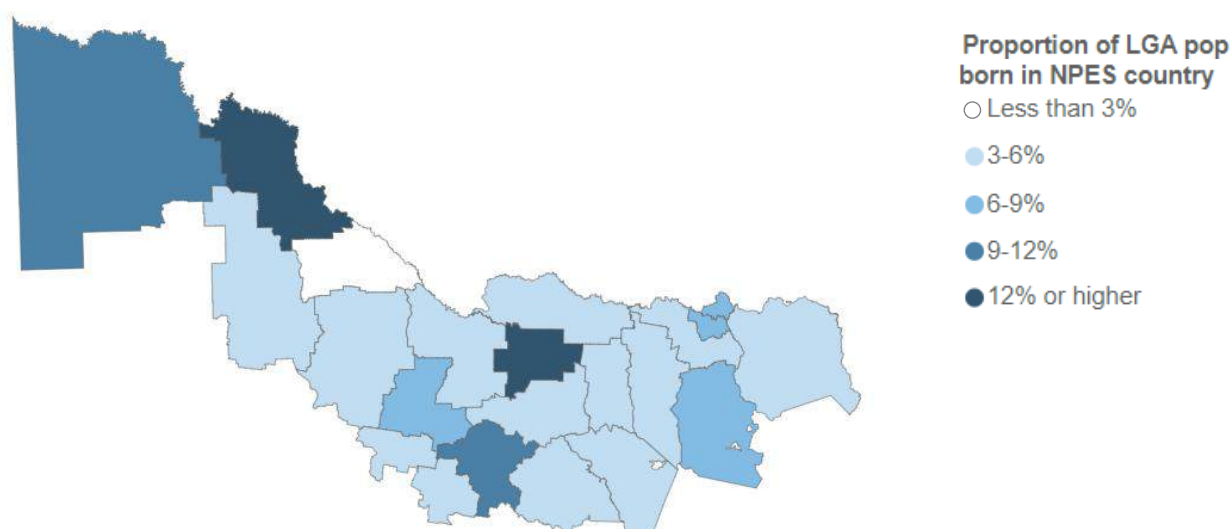 Proportion of LGA pop
born in NPES country
Less than 3%
3-6%
6-9%
9-12%
12% or higher